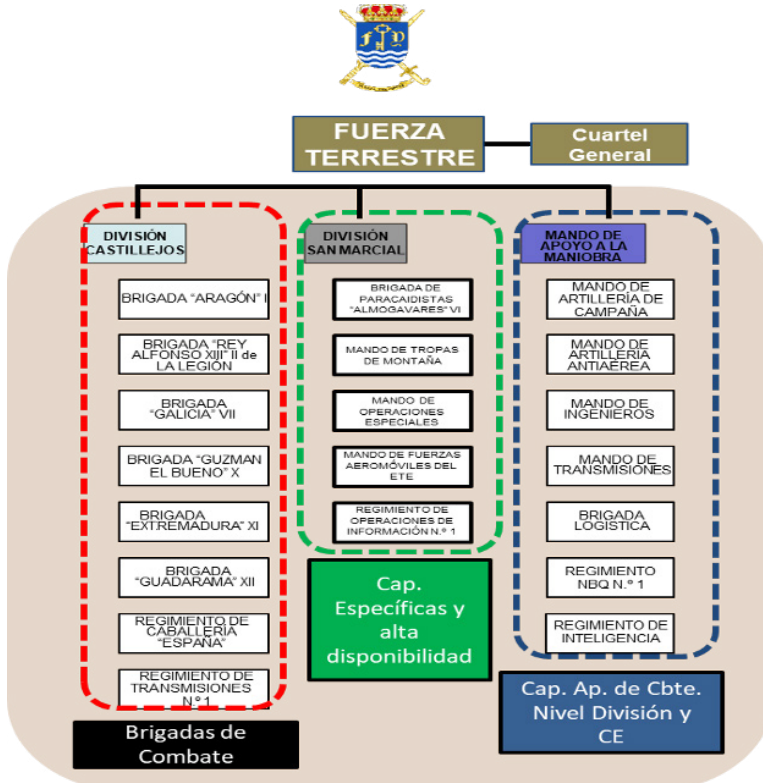 FUERZA
TERRESTRE
Cuartel
General
DIVISIÓN
CASTILLEJOS
BRIGADA "ARAGÓN" I
BRIGADA "REY
ALFONSO XIJI" II de
LA LEGIÓN
BRIGADA
"GALICIA" VII
BRIGADA "GUZMAN
EL BUENO" X
BRIGADA
"EXTREMADURA" XI
BRIGADA
"GUADARAMA" XII
REGIMIENTO DE
CABALLERÍA
"ESPAÑA"
REGIMIENTO DE
TRANSMISIONES
N.º 1
Brigadas de
Combate
DIVISIÓN
SAN MARCIAL
BRIGADA DE
PARACAIDISTAS
"ALMOGAVARES" VI
MANDO DE TROPAS
DE MONTAÑA
MANDO DE
OPERACIONES
ESPECIALES
MANDO DE FUERZAS
AEROMÓVILES DEL
ETE
REGIMIENTO DE
OPERACIONES DE
INFORMACIÓN N.º 1
Cap.
Específicas y
alta
disponibilidad
MANDO DE
APOYO A LA
MANIOBRA
MANDO DE
ARTILLERÍA DE
CAMPAÑA
MANDO DE
ARTILLERÍA
ANTIAÉREA
MANDO DE
INGENIEROS
MANDO DE
TRANSMISIONES
BRIGADA
LOGÍSTICA
REGIMIENTO
NBQ N.º 1
REGIMIENTO DE
INTELIGENCIA
Cap. Ap. de Cbte.
Nivel División y
CE